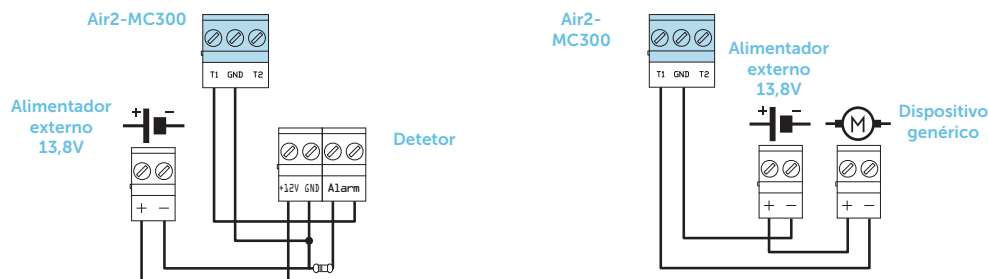 Air2-MC300
T1 GND T2
Alimentador
externo
13,8V
+ -
+12V GND Alarm
Detetor
+ -
Air2-
MC300
T1 GND T2
Alimentador
externo
13,8V
+ -
M
Dispositivo
genérico
+ -
+ -